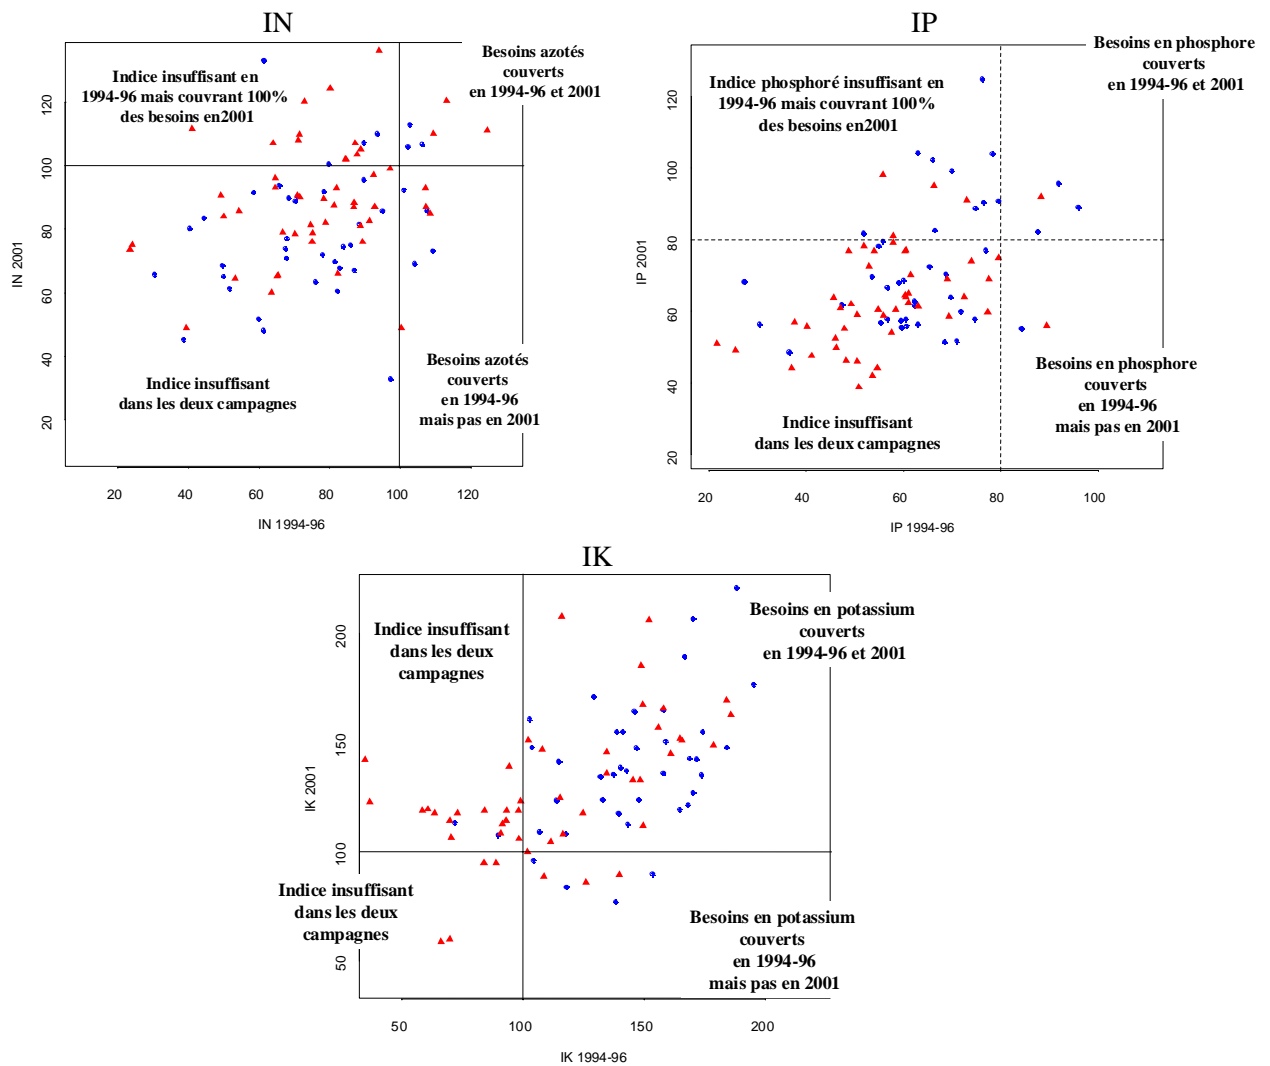 IN
Indice insuffisant en
1994-96 mais couvrant 100%
des besoins en2001
Besoins azotés
couverts
en 1994-96 et 2001
Indice insuffisant
dans les deux campagnes
Besoins azotés
couverts
en 1994-96
mais pas en 2001
IN 2001
120
100
80
60
40
20
20
40
60
80
100
120
IN 1994-96
IP
Indice phosphoré insuffisant en
1994-96 mais couvrant 100%
des besoins en2001
Besoins en phosphore
couverts
en 1994-96 et 2001
Indice insuffisant
dans les deux campagnes
Besoins en phosphore
couverts
en 1994-96
mais pas en 2001
IP 2001
120
100
80
60
40
20
20
40
60
80
100
IP 1994-96
IK
Indice insuffisant
dans les deux
campagnes
Besoins en potassium
couverts
en 1994-96 et 2001
Indice insuffisant
dans les deux
campagnes
Besoins en potassium
couverts
en 1994-96
mais pas en 2001
IK 2001
200
150
100
50
50
100
150
200
IK 1994-96